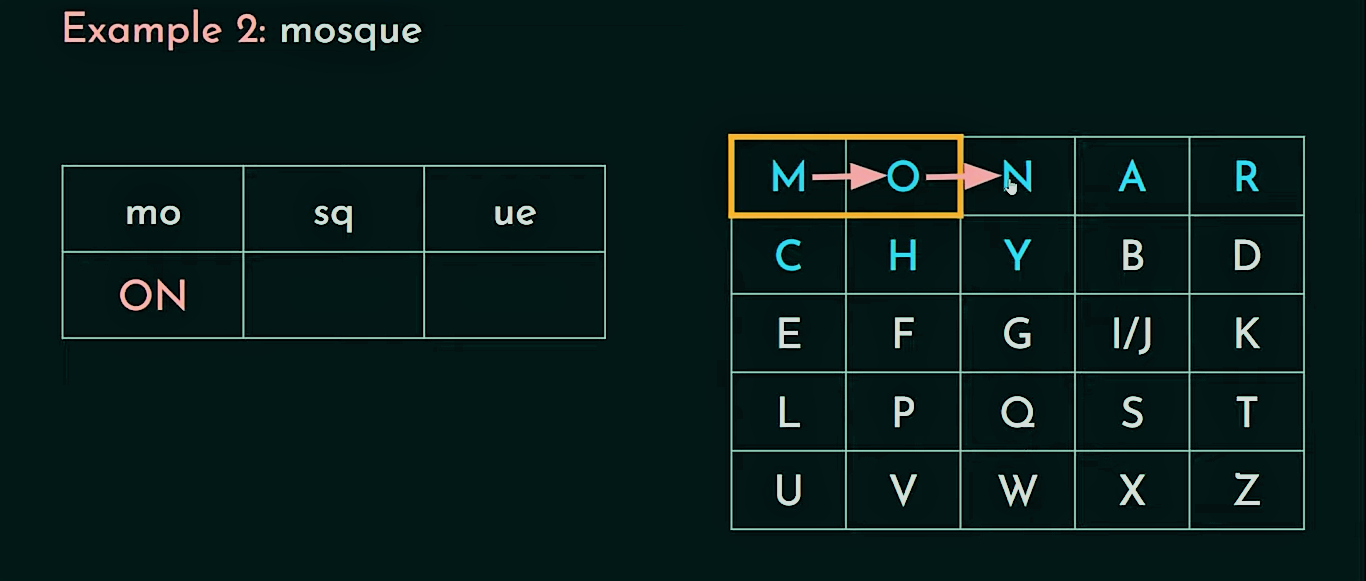 Example 2: mosque
mo sq ue
ON
M O N A R
C H Y B D
E F G I/J K
L P Q S T
U V W X Z